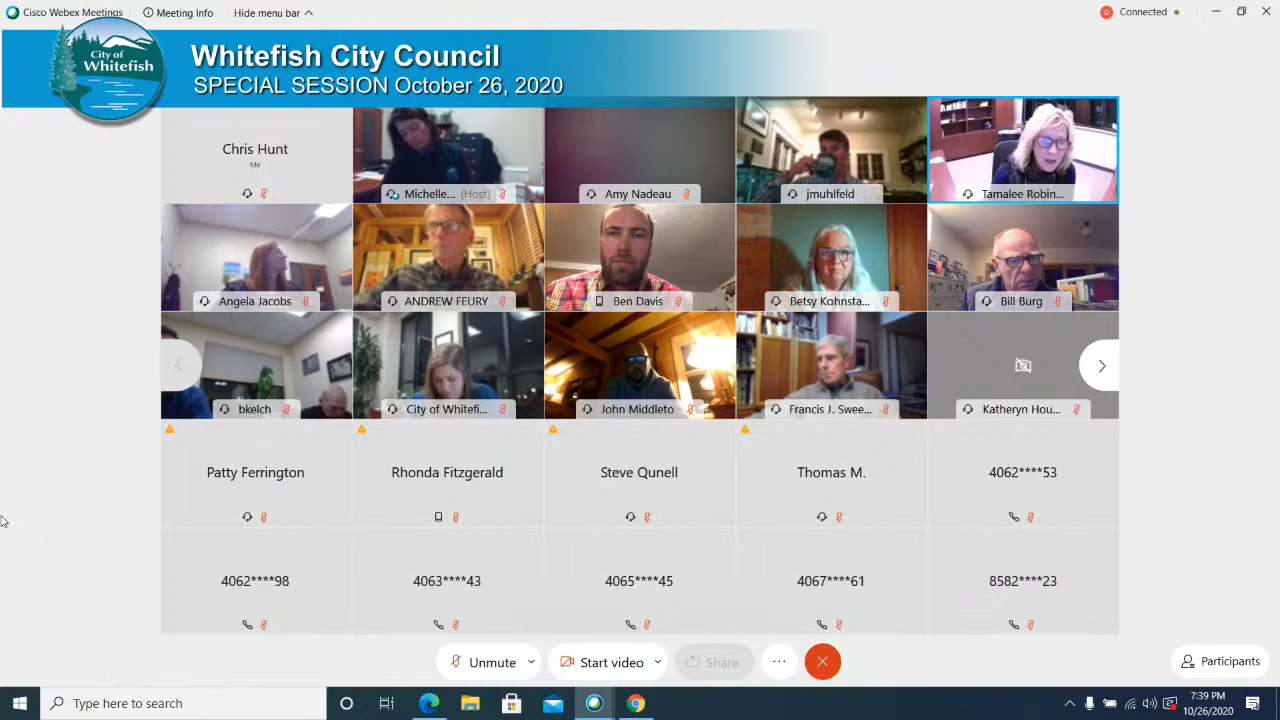 Cisco Webex Meetings
Meeting Info
Hide menu bar
Connected
City of
Whitefish
Whitefish City Council
SPECIAL SESSION October 26, 2020
Chris Hunt
Me
Michelle... (Host)
Amy Nadeau
jmuhlfeld
Tamalee Robin...
Angela Jacobs
ANDREW FEURY
Ben Davis
Betsy Kohnsta...
Bill Burg
bkelch
City of Whitefi...
John Middleto
Francis J. Swee...
Katheryn Hou...
Patty Ferrington
Rhonda Fitzgerald
Steve Qunell
Thomas M.
4062****53
4062****98
4063****43
4065****45
4067****61
8582****23
Unmute
Start video
Share
Participants
Type here to search
7:39 PM
10/26/2020